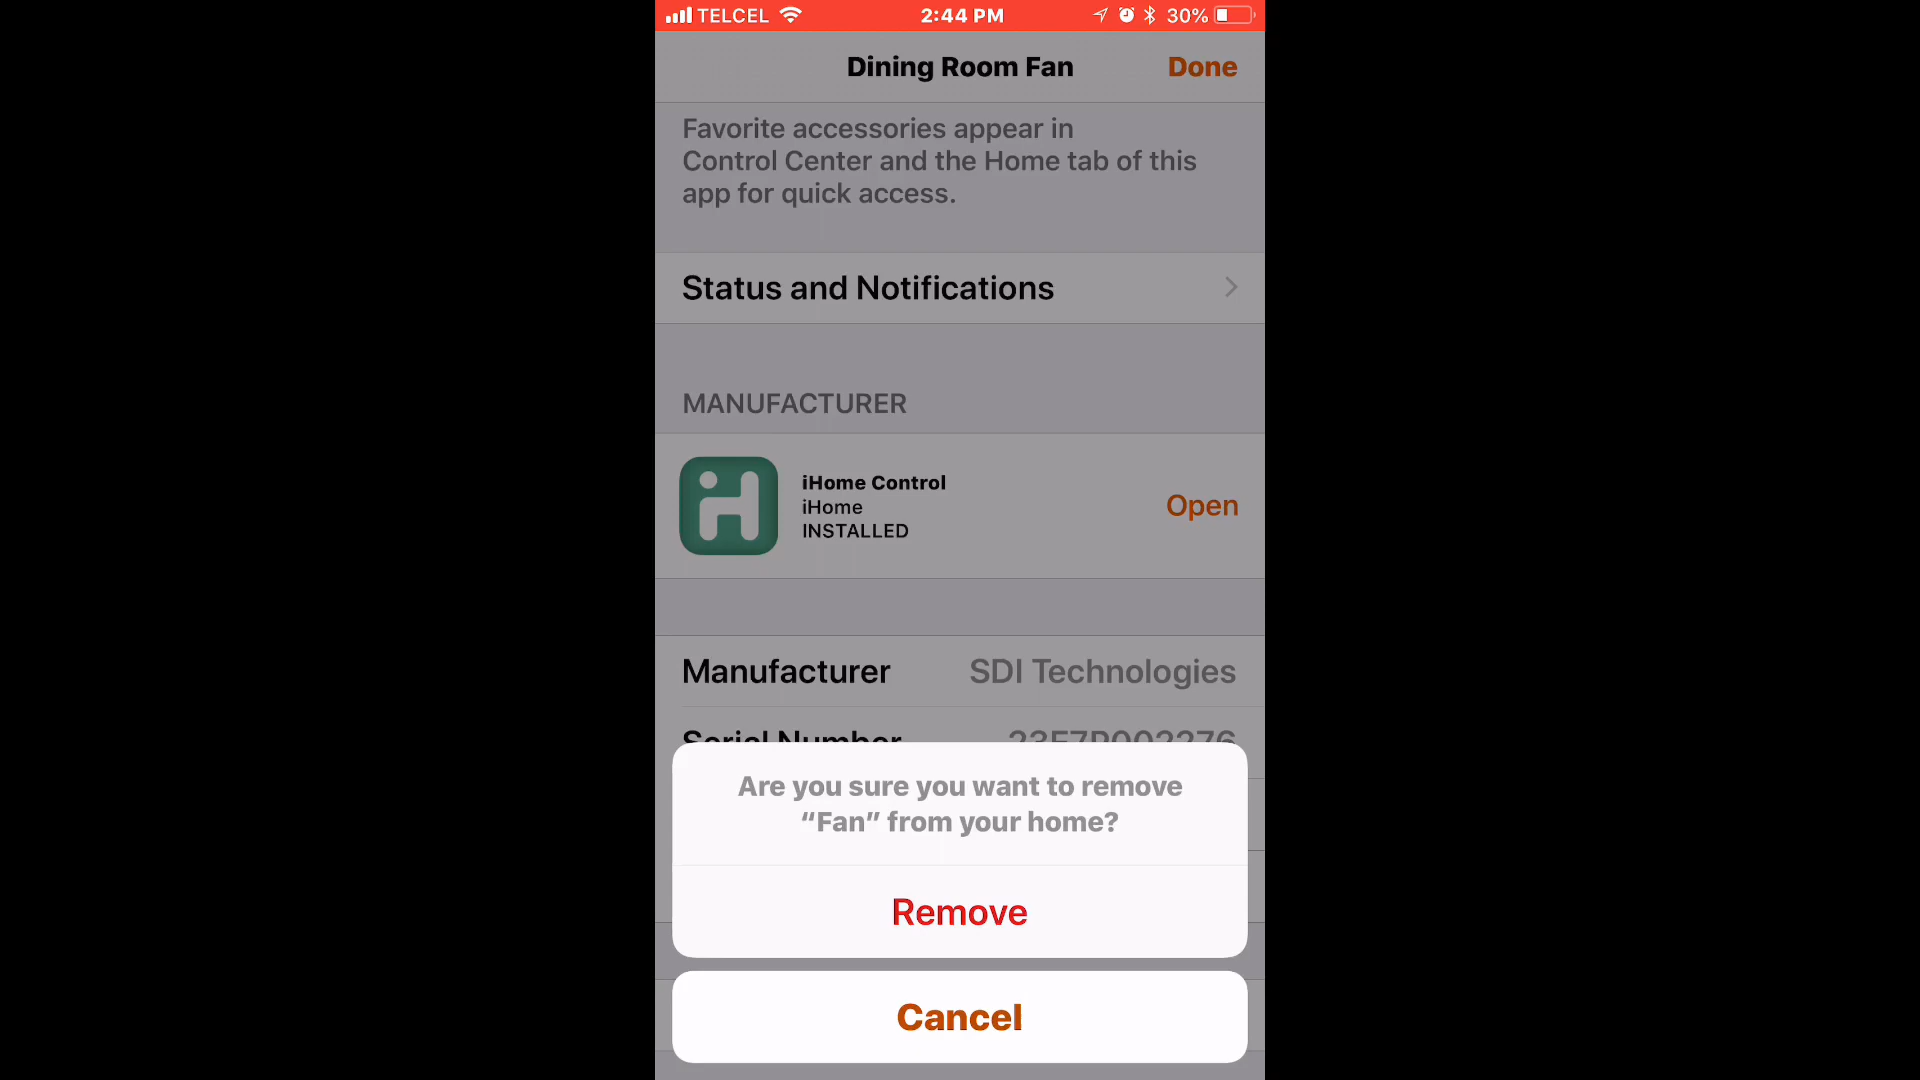 TELCEL
2:44 PM
30%
Dining Room Fan
Done
Favorite accessories appear in
Control Center and the Home tab of this
app for quick access.
Status and Notifications
MANUFACTURER
iHome Control
iHome
INSTALLED
Open
Manufacturer
SDI Technologies
Serial Number
Are you sure you want to remove
“Fan” from your home?
Remove
Cancel